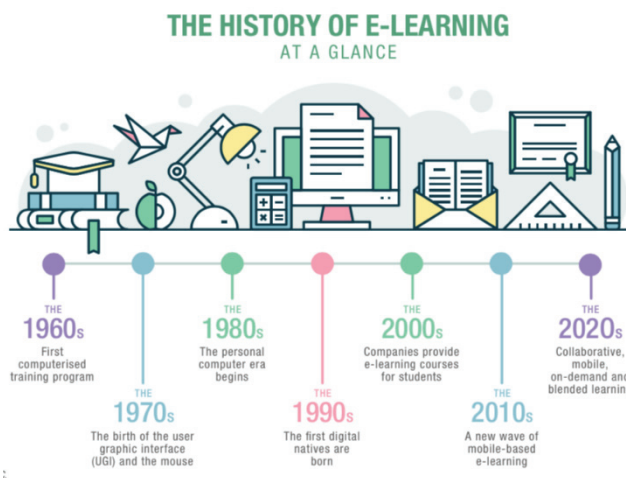 THE HISTORY OF E-LEARNING
AT A GLANCE
THE
1960s
First
computerised
training program
THE
1970s
The birth of the user
graphic interface
(UGI) and the mouse
THE
1980s
The personal
computer era
begins
THE
1990s
The first digital
natives are
born
THE
2000s
Companies provide
e-learning courses
for students
THE
2010s
A new wave of
mobile-based
e-learning
THE
2020s
Collaborative,
mobile,
on-demand and
blended learnin